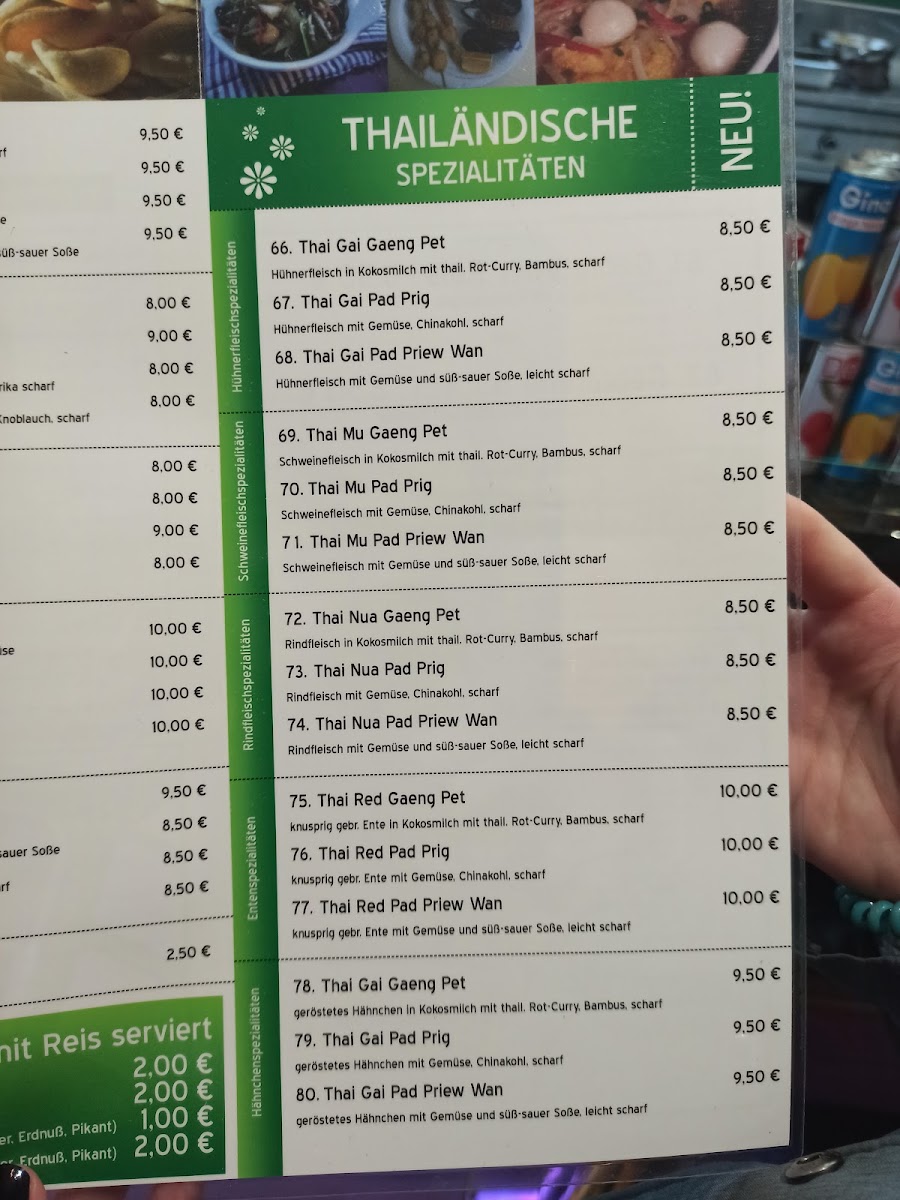 9,50 €
rf
9,50 €
9,50 €
e
9,50 €
süß-sauer Soße
8,00 €
9,00 €
8,00 €
rika scharf
8,00 €
Knoblauch, scharf
8,00 €
8,00 €
9,00 €
8,00 €
10,00 €
ise
10,00 €
10,00 €
10,00 €
9,50 €
8,50 €
sauer Soße
8,50 €
rf
8,50 €
2,50 €
mit Reis serviert
2,00 €
2,00 €
er, Erdnuß, Pikant) 1,00 €
er, Erdnuß, Pikant) 2,00 €
THAILÄNDISCHE
SPEZIALITÄTEN
NEU!
Hühnerfleischspezialitäten
66. Thai Gai Gaeng Pet 8,50 €
Hühnerfleisch in Kokosmilch mit thail. Rot-Curry, Bambus, scharf
67. Thai Gai Pad Prig 8,50 €
Hühnerfleisch mit Gemüse, Chinakohl, scharf
68. Thai Gai Pad Priew Wan 8,50 €
Hühnerfleisch mit Gemüse und süß-sauer Soße, leicht scharf
Schweinefleischspezialitäten
69. Thai Mu Gaeng Pet 8,50 €
Schweinefleisch in Kokosmilch mit thail. Rot-Curry, Bambus, scharf
70. Thai Mu Pad Prig 8,50 €
Schweinefleisch mit Gemüse, Chinakohl, scharf
71. Thai Mu Pad Priew Wan 8,50 €
Schweinefleisch mit Gemüse und süß-sauer Soße, leicht scharf
Rindfleischspezialitäten
72. Thai Nua Gaeng Pet 8,50 €
Rindfleisch in Kokosmilch mit thail. Rot-Curry, Bambus, scharf
73. Thai Nua Pad Prig 8,50 €
Rindfleisch mit Gemüse, Chinakohl, scharf
74. Thai Nua Pad Priew Wan 8,50 €
Rindfleisch mit Gemüse und süß-sauer Soße, leicht scharf
Entenspezialitäten
75. Thai Red Gaeng Pet 10,00 €
knusprig gebr. Ente in Kokosmilch mit thail. Rot-Curry, Bambus, scharf
76. Thai Red Pad Prig 10,00 €
knusprig gebr. Ente mit Gemüse, Chinakohl, scharf
77. Thai Red Pad Priew Wan 10,00 €
knusprig gebr. Ente mit Gemüse und süß-sauer Soße, leicht scharf
Hähnchenspezialitäten
78. Thai Gai Gaeng Pet 9,50 €
geröstetes Hähnchen in Kokosmilch mit thail. Rot-Curry, Bambus, scharf
79. Thai Gai Pad Prig 9,50 €
geröstetes Hähnchen mit Gemüse, Chinakohl, scharf
80. Thai Gai Pad Priew Wan 9,50 €
geröstetes Hähnchen mit Gemüse und süß-sauer Soße, leicht scharf
Gina